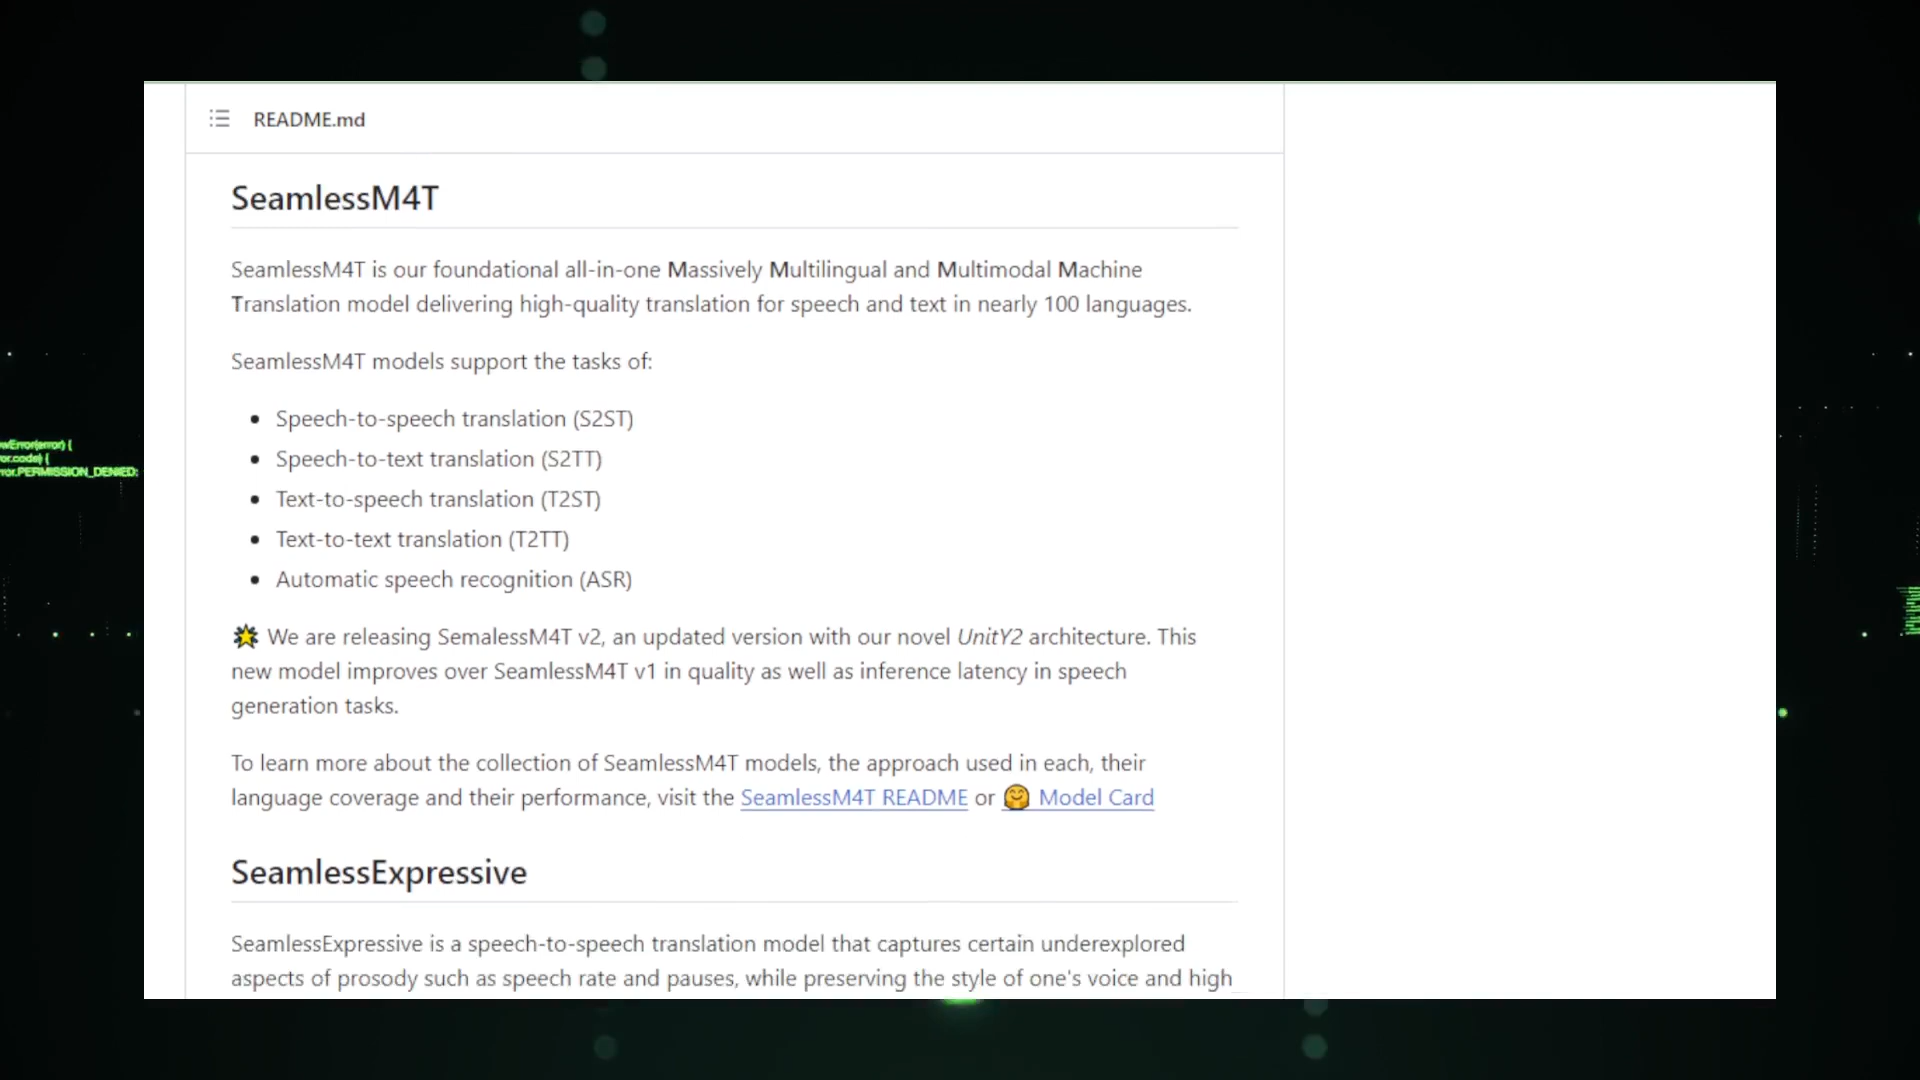 README.md
SeamlessM4T
SeamlessM4T is our foundational all-in-one Massively Multilingual and Multimodal Machine
Translation model delivering high-quality translation for speech and text in nearly 100 languages.
SeamlessM4T models support the tasks of:
Speech-to-speech translation (S2ST)
Speech-to-text translation (S2TT)
Text-to-speech translation (T2ST)
Text-to-text translation (T2TT)
Automatic speech recognition (ASR)
We are releasing SemalessM4T v2, an updated version with our novel UnitY2 architecture. This
new model improves over SeamlessM4T v1 in quality as well as inference latency in speech
generation tasks.
To learn more about the collection of SeamlessM4T models, the approach used in each, their
language coverage and their performance, visit the SeamlessM4T README or 🤗 Model Card
SeamlessExpressive
SeamlessExpressive is a speech-to-speech translation model that captures certain underexplored
aspects of prosody such as speech rate and pauses, while preserving the style of one's voice and high
wError(error) {
or.code) {
ror.PERMISSION_DENIED: